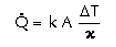 Q̇ = k A ΔT / x